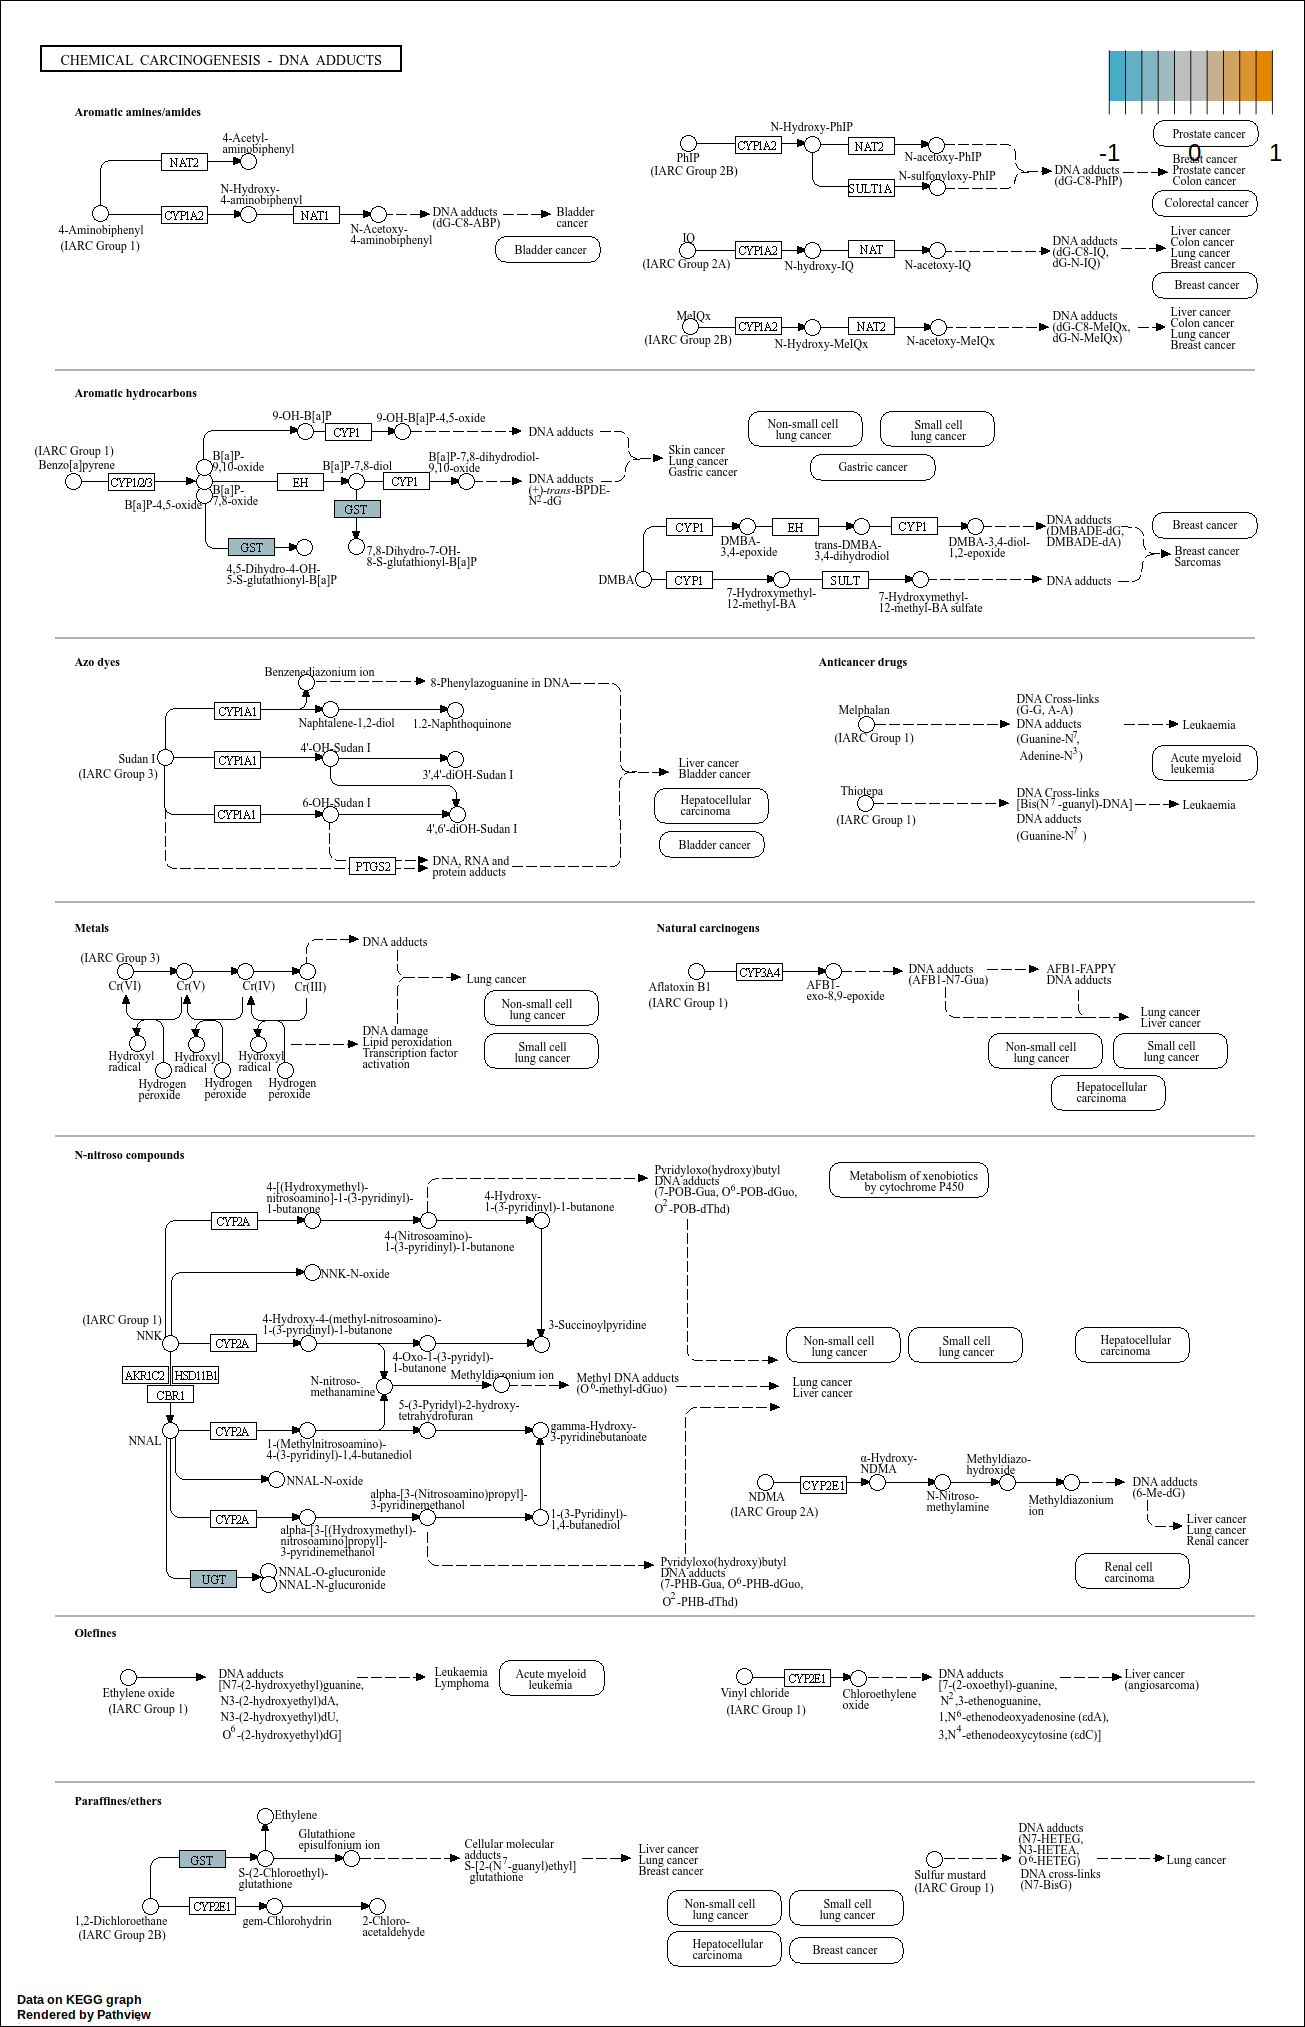 CHEMICAL CARCINOGENESIS - DNA ADDUCTS
-1
0
1
Aromatic amines/amides
4-Acetyl-
aminobiphenyl
NAT2
N-Hydroxy-
4-aminobiphenyl
CYP1A2
NAT1
4-Aminobiphenyl
(IARC Group 1)
N-Acetoxy-
4-aminobiphenyl
DNA adducts
(dG-C8-ABP)
Bladder
cancer
Bladder cancer
N-Hydroxy-PhIP
PhIP
(IARC Group 2B)
CYP1A2
NAT2
N-acetoxy-PhIP
SULT1A
N-sulfonyloxy-PhIP
DNA adducts
(dG-C8-PhIP)
Prostate cancer
Breast cancer
Prostate cancer
Colon cancer
Colorectal cancer
IQ
(IARC Group 2A)
CYP1A2
N-hydroxy-IQ
NAT
N-acetoxy-IQ
DNA adducts
(dG-C8-IQ,
dG-N-IQ)
Liver cancer
Colon cancer
Lung cancer
Breast cancer
Breast cancer
MeIQx
(IARC Group 2B)
CYP1A2
N-Hydroxy-MeIQx
NAT2
N-acetoxy-MeIQx
DNA adducts
(dG-C8-MeIQx,
dG-N-MeIQx)
Liver cancer
Colon cancer
Lung cancer
Breast cancer
Aromatic hydrocarbons
9-OH-B[a]P
CYP1
9-OH-B[a]P-4,5-oxide
DNA adducts
(IARC Group 1)
Benzo[a]pyrene
CYP1/2/3
B[a]P-
9,10-oxide
B[a]P-
7,8-oxide
B[a]P-4,5-oxide
EH
B[a]P-7,8-diol
CYP1
B[a]P-7,8-dihydrodiol-
9,10-oxide
DNA adducts
(+)-trans-BPDE-
N2-dG
Skin cancer
Lung cancer
Gastric cancer
Non-small cell
lung cancer
Small cell
lung cancer
Gastric cancer
GST
GST
4,5-Dihydro-4-OH-
5-S-glutathionyl-B[a]P
7,8-Dihydro-7-OH-
8-S-glutathionyl-B[a]P
DMBA
CYP1
DMBA-
3,4-epoxide
EH
trans-DMBA-
3,4-dihydrodiol
CYP1
DMBA-3,4-diol-
1,2-epoxide
DNA adducts
(DMBADE-dG,
DMBADE-dA)
Breast cancer
Breast cancer
Sarcomas
CYP1
7-Hydroxymethyl-
12-methyl-BA
SULT
7-Hydroxymethyl-
12-methyl-BA sulfate
DNA adducts
Azo dyes
Benzenediazonium ion
8-Phenylazoguanine in DNA
CYP1A1
Naphtalene-1,2-diol
1.2-Naphthoquinone
Sudan I
(IARC Group 3)
CYP1A1
4'-OH-Sudan I
3',4'-diOH-Sudan I
CYP1A1
6-OH-Sudan I
4',6'-diOH-Sudan I
PTGS2
DNA, RNA and
protein adducts
Liver cancer
Bladder cancer
Hepatocellular
carcinoma
Bladder cancer
Anticancer drugs
Melphalan
(IARC Group 1)
DNA Cross-links
(G-G, A-A)
DNA adducts
(Guanine-N7,
Adenine-N3)
Leukaemia
Acute myeloid
leukemia
Thiotepa
(IARC Group 1)
DNA Cross-links
[Bis(N7-guanyl)-DNA]
DNA adducts
(Guanine-N7)
Leukaemia
Metals
(IARC Group 3)
Cr(VI)
Cr(V)
Cr(IV)
Cr(III)
DNA adducts
Lung cancer
Non-small cell
lung cancer
Small cell
lung cancer
Hydroxyl
radical
Hydroxyl
radical
Hydroxyl
radical
Hydrogen
peroxide
Hydrogen
peroxide
Hydrogen
peroxide
DNA damage
Lipid peroxidation
Transcription factor
activation
Natural carcinogens
Aflatoxin B1
(IARC Group 1)
CYP3A4
AFB1-
exo-8,9-epoxide
DNA adducts
(AFB1-N7-Gua)
AFB1-FAPPY
DNA adducts
Lung cancer
Liver cancer
Non-small cell
lung cancer
Small cell
lung cancer
Hepatocellular
carcinoma
N-nitroso compounds
4-[(Hydroxymethyl)-
nitrosoamino]-1-(3-pyridinyl)-
1-butanone
CYP2A
4-(Nitrosoamino)-
1-(3-pyridinyl)-1-butanone
4-Hydroxy-
1-(3-pyridinyl)-1-butanone
Pyridyloxo(hydroxy)butyl
DNA adducts
(7-POB-Gua, O6-POB-dGuo,
O2-POB-dThd)
Metabolism of xenobiotics
by cytochrome P450
NNK-N-oxide
(IARC Group 1)
NNK
CYP2A
4-Hydroxy-4-(methyl-nitrosoamino)-
1-(3-pyridinyl)-1-butanone
4-Oxo-1-(3-pyridyl)-
1-butanone
3-Succinoylpyridine
AKR1C2
HSD11B1
CBR1
N-nitroso-
methanamine
Methyldiazonium ion
Methyl DNA adducts
(O6-methyl-dGuo)
Lung cancer
Liver cancer
Non-small cell
lung cancer
Small cell
lung cancer
Hepatocellular
carcinoma
NNAL
CYP2A
1-(Methylnitrosoamino)-
4-(3-pyridinyl)-1,4-butanediol
5-(3-Pyridyl)-2-hydroxy-
tetrahydrofuran
gamma-Hydroxy-
3-pyridinebutanoate
NNAL-N-oxide
CYP2A
alpha-[3-[(Hydroxymethyl)-
nitrosoamino]propyl]-
3-pyridinemethanol
alpha-[3-(Nitrosoamino)propyl]-
3-pyridinemethanol
1-(3-Pyridinyl)-
1,4-butanediol
UGT
NNAL-O-glucuronide
NNAL-N-glucuronide
Pyridyloxo(hydroxy)butyl
DNA adducts
(7-PHB-Gua, O6-PHB-dGuo,
O2-PHB-dThd)
NDMA
(IARC Group 2A)
CYP2E1
α-Hydroxy-
NDMA
N-Nitroso-
methylamine
Methyldiazo-
hydroxide
Methyldiazonium
ion
DNA adducts
(6-Me-dG)
Liver cancer
Lung cancer
Renal cancer
Renal cell
carcinoma
Olefines
Ethylene oxide
(IARC Group 1)
DNA adducts
[N7-(2-hydroxyethyl)guanine,
N3-(2-hydroxyethyl)dA,
N3-(2-hydroxyethyl)dU,
O6-(2-hydroxyethyl)dG]
Leukaemia
Lymphoma
Acute myeloid
leukemia
Vinyl chloride
(IARC Group 1)
CYP2E1
Chloroethylene
oxide
DNA adducts
[7-(2-oxoethyl)-guanine,
N2,3-ethenoguanine,
1,N6-ethenodeoxyadenosine (εdA),
3,N4-ethenodeoxycytosine (εdC)]
Liver cancer
(angiosarcoma)
Paraffines/ethers
Ethylene
GST
S-(2-Chloroethyl)-
glutathione
Glutathione
episulfonium ion
Cellular molecular
adducts
S-[2-(N7-guanyl)ethyl]
glutathione
Liver cancer
Lung cancer
Breast cancer
1,2-Dichloroethane
(IARC Group 2B)
CYP2E1
gem-Chlorohydrin
2-Chloro-
acetaldehyde
Non-small cell
lung cancer
Small cell
lung cancer
Hepatocellular
carcinoma
Breast cancer
Sulfur mustard
(IARC Group 1)
DNA adducts
(N7-HETEG,
N3-HETEA,
O6-HETEG)
DNA cross-links
(N7-BisG)
Lung cancer
Data on KEGG graph
Rendered by Pathview